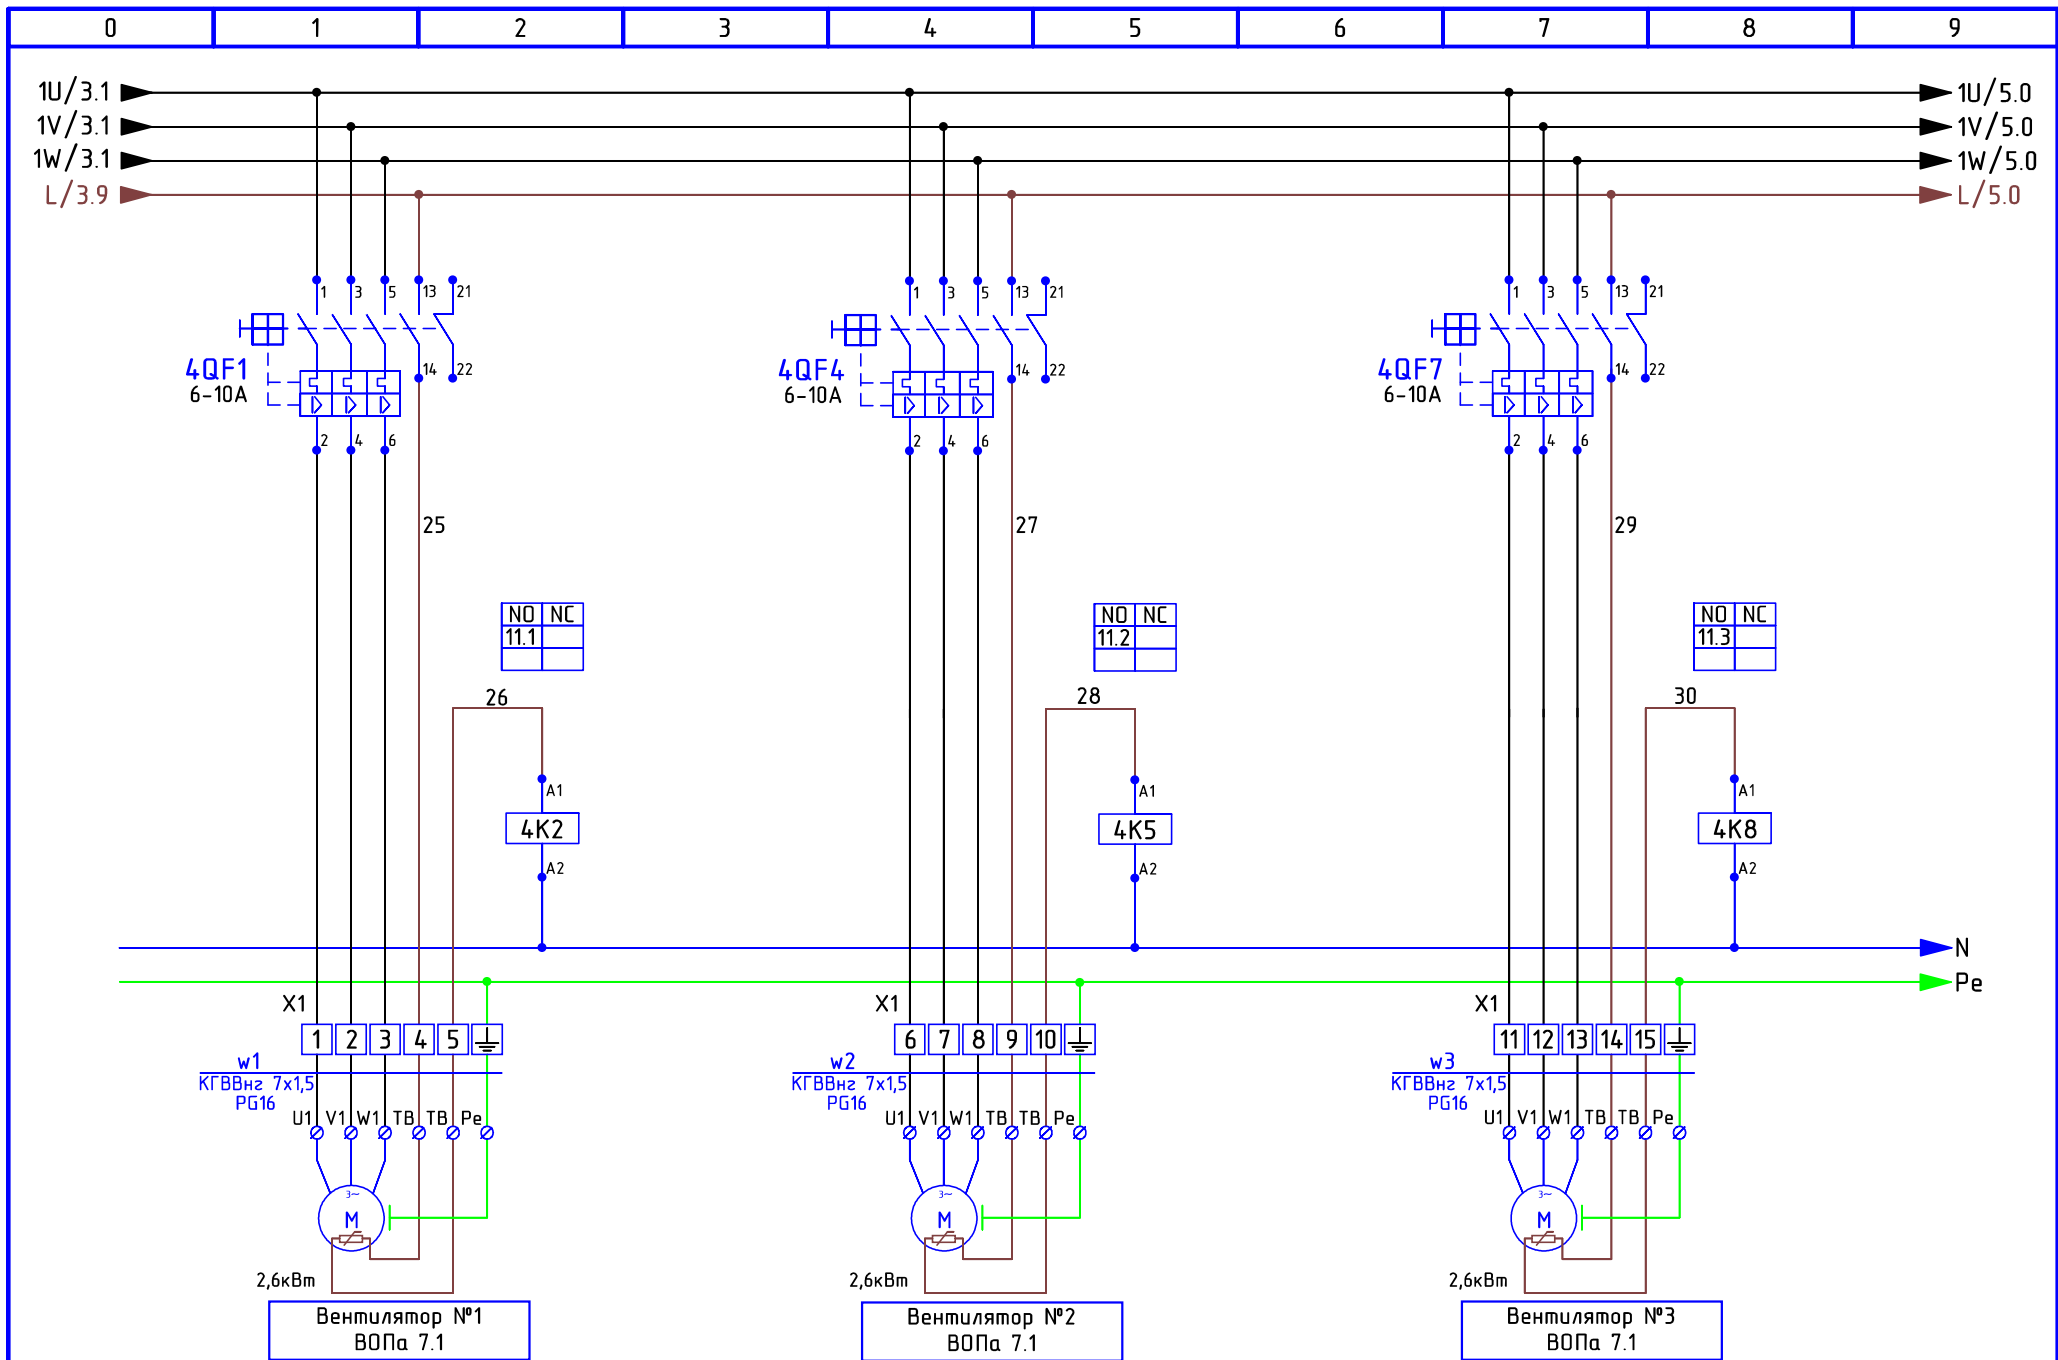 0 1 2 3 4 5 6 7 8 9
1U/3.1 1U/5.0
1V/3.1 1V/5.0
1W/3.1 1W/5.0
L/3.9 L/5.0
1 3 5 13 21 1 3 5 13 21 1 3 5 13 21
4QF1 14 22 4QF4 14 22 4QF7 14 22
6-10A 6-10A 6-10A
2 4 6 2 4 6 2 4 6
25 27 29
NO NC NO NC NO NC
11.1 11.2 11.3
26 28 30
A1 A1 A1
4K2 4K5 4K8
A2 A2 A2
N
Pe
X1 X1 X1
1 2 3 4 5 6 7 8 9 10 11 12 13 14 15
w1 w2 w3
КГВВнг 7х1,5 КГВВнг 7х1,5 КГВВнг 7х1,5
PG16 PG16 PG16
U1 V1 W1 TB TB Pe U1 V1 W1 TB TB Pe U1 V1 W1 TB TB Pe
3~ 3~ 3~
M M M
2,6кВт 2,6кВт 2,6кВт
Вентилятор №1 Вентилятор №2 Вентилятор №3
ВОПа 7.1 ВОПа 7.1 ВОПа 7.1